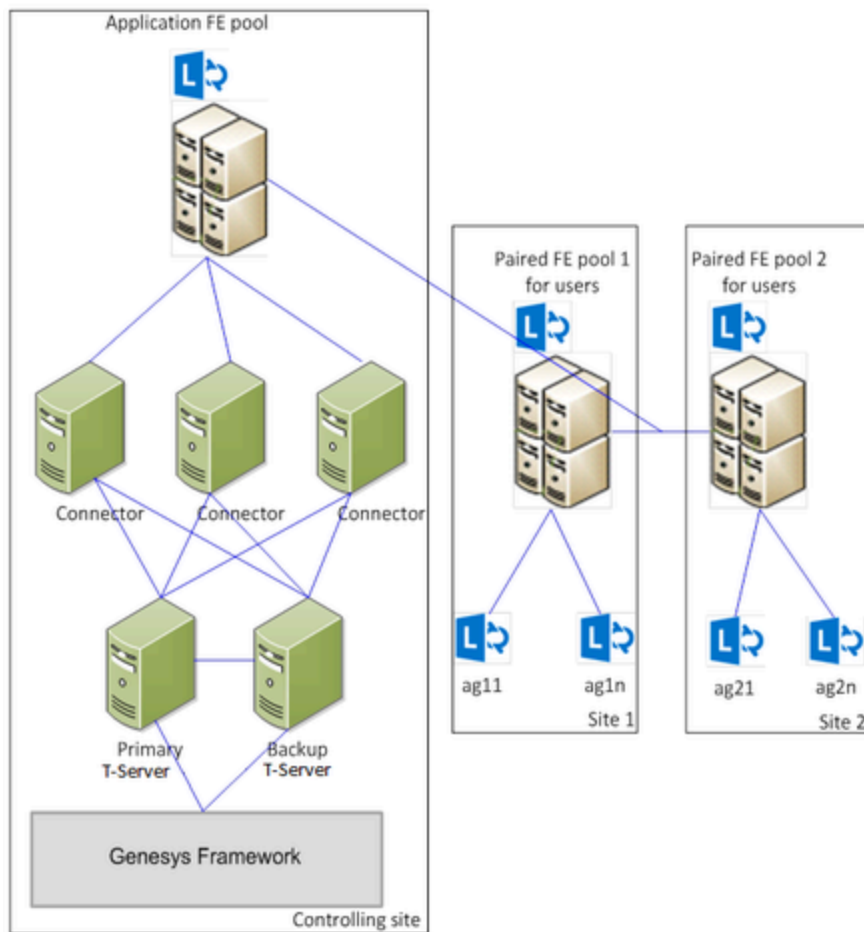 Application FE pool
Paired FE pool 1
for users
Paired FE pool 2
for users
Connector
Connector
Connector
ag11
ag1n
Site 1
ag21
ag2n
Site 2
Primary
T-Server
Backup
T-Server
Genesys Framework
Controlling site